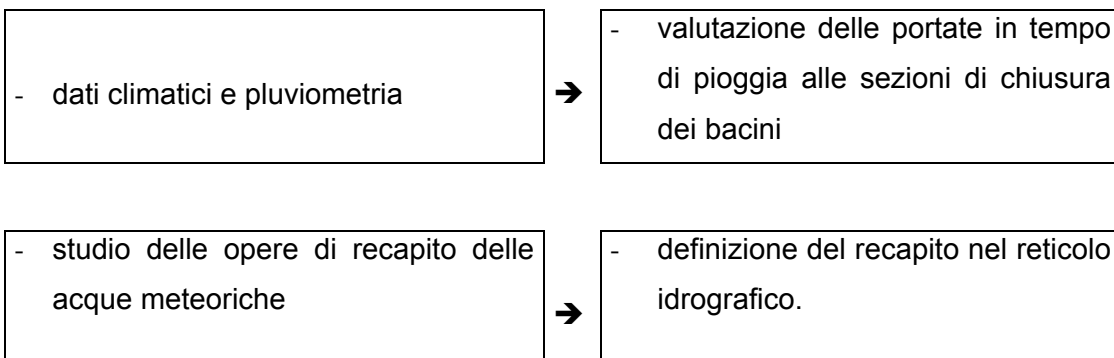 - dati climatici e pluviometria
➔
- valutazione delle portate in tempo
di pioggia alle sezioni di chiusura
dei bacini
- studio delle opere di recapito delle
acque meteoriche
➔
- definizione del recapito nel reticolo
idrografico.